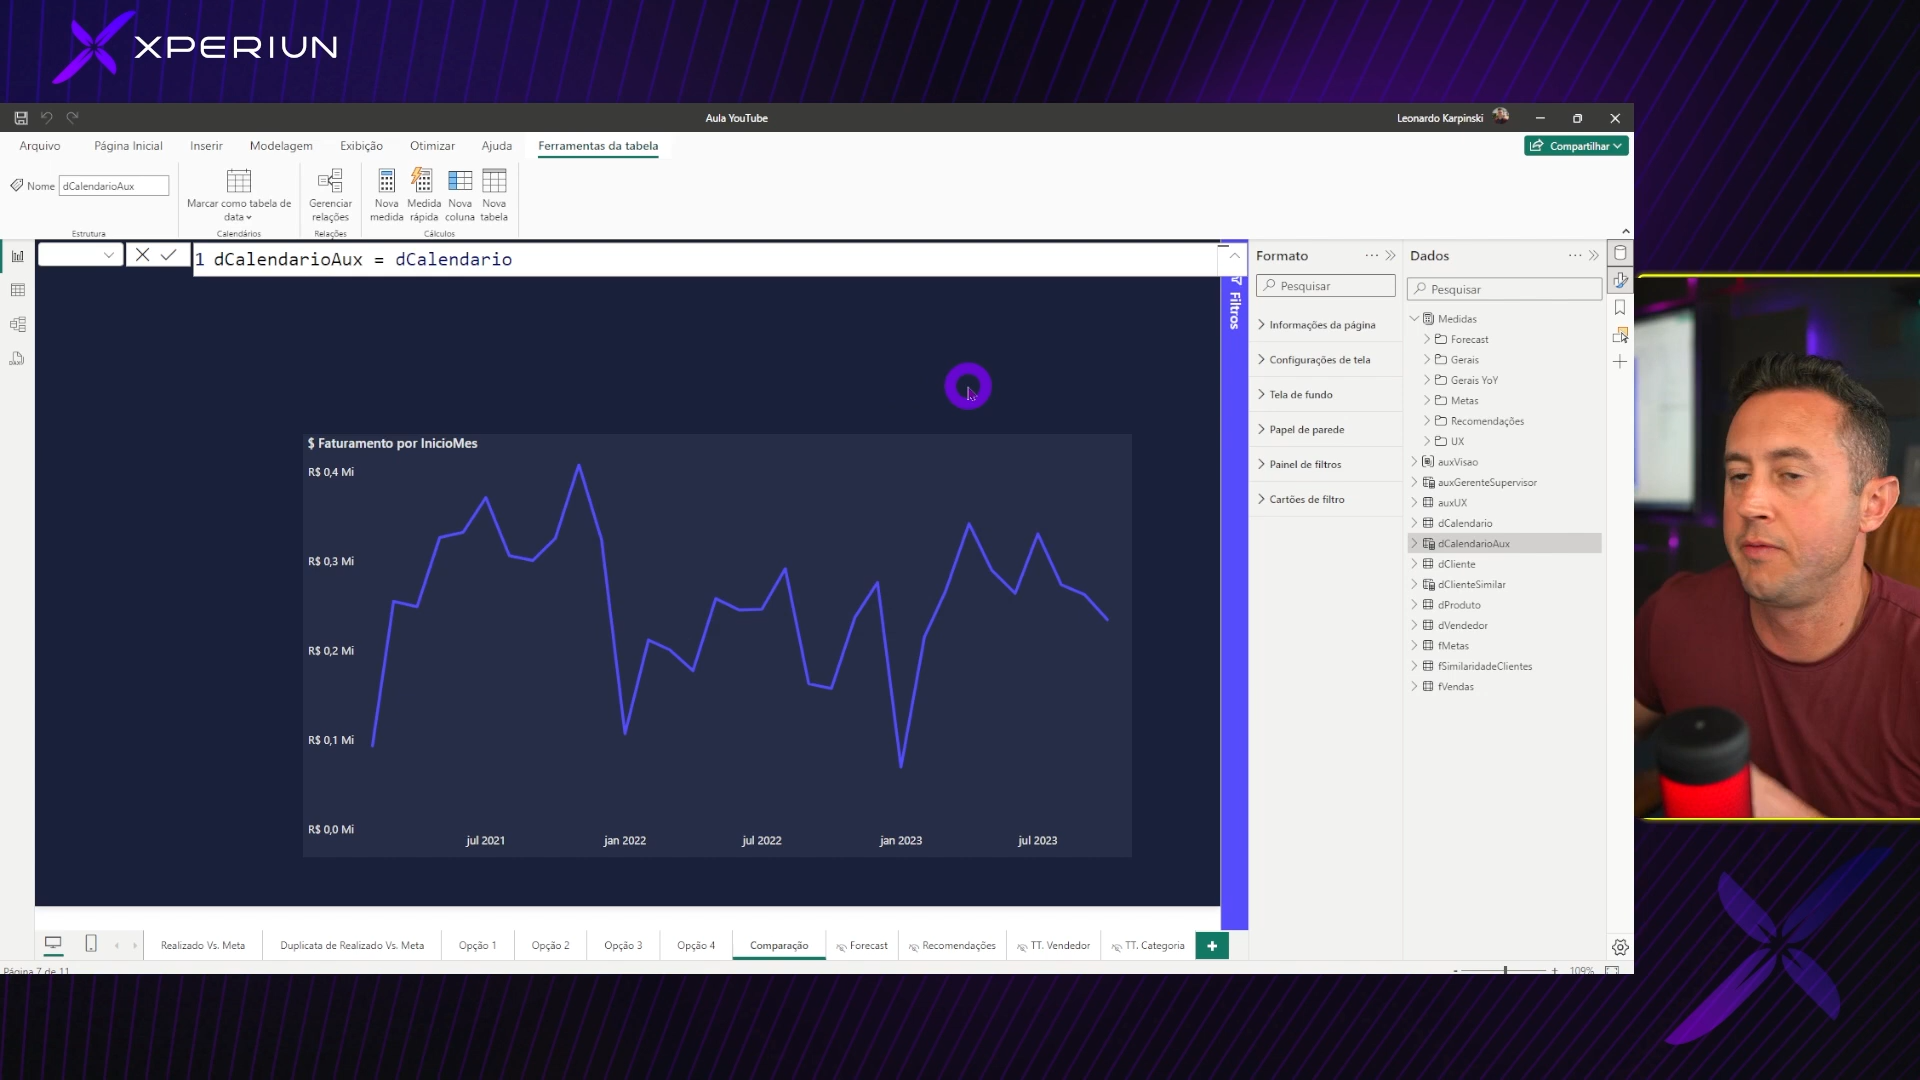 XPERIUN
Aula YouTube
Leonardo Karpinski
Arquivo
Página Inicial
Inserir
Modelagem
Exibição
Otimizar
Ajuda
Ferramentas da tabela
Compartilhar
Nome
dCalendarioAux
Marcar como tabela de
data
Gerenciar
relações
Nova
medida
Medida
rápida
Nova
coluna
Nova
tabela
Estrutura
Calendários
Relações
Cálculos
1 dCalendarioAux = dCalendario
Filtros
Formato
Pesquisar
Informações da página
Configurações de tela
Tela de fundo
Papel de parede
Painel de filtros
Cartões de filtro
Dados
Pesquisar
Medidas
Forecast
Gerais
Gerais YoY
Metas
Recomendações
UX
auxVisao
auxGerenteSupervisor
auxUX
dCalendario
dCalendarioAux
dCliente
dClienteSimilar
dProduto
dVendedor
fMetas
fSimilaridadeClientes
fVendas
$ Faturamento por InicioMes
R$ 0,4 Mi
R$ 0,3 Mi
R$ 0,2 Mi
R$ 0,1 Mi
R$ 0,0 Mi
jul 2021
jan 2022
jul 2022
jan 2023
jul 2023
Realizado Vs. Meta
Duplicata de Realizado Vs. Meta
Opção 1
Opção 2
Opção 3
Opção 4
Comparação
Forecast
Recomendações
TT. Vendedor
TT. Categoria
Página 7 de 11
109%